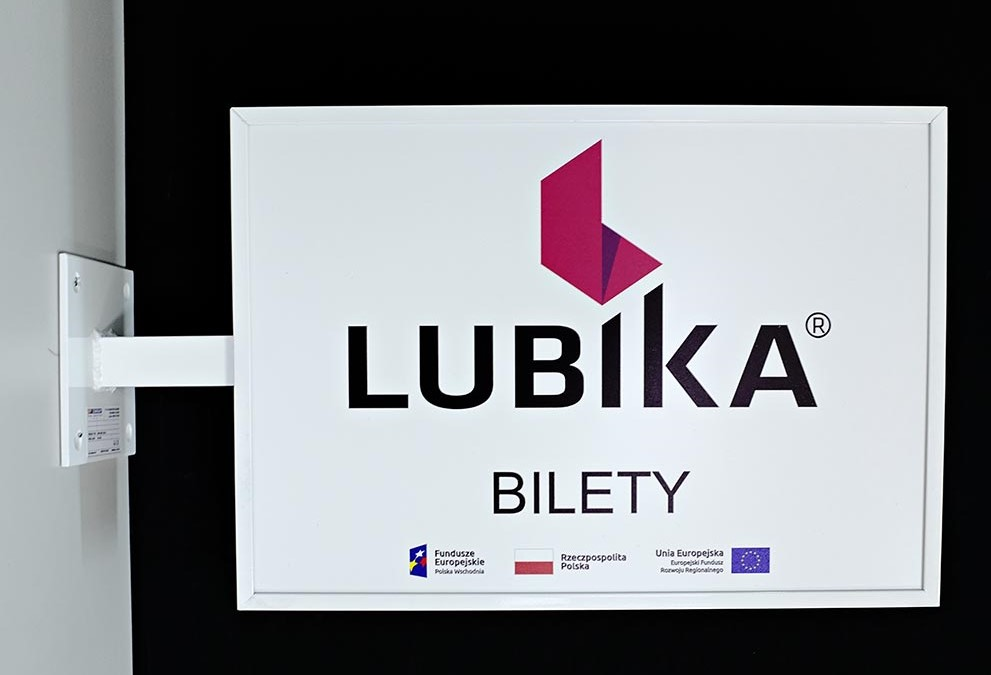 LUBIKA®
BILETY
Fundusze
Europejskie
Polska Wschodnia
Rzeczpospolita
Polska
Unia Europejska
Europejski Fundusz
Rozwoju Regionalnego